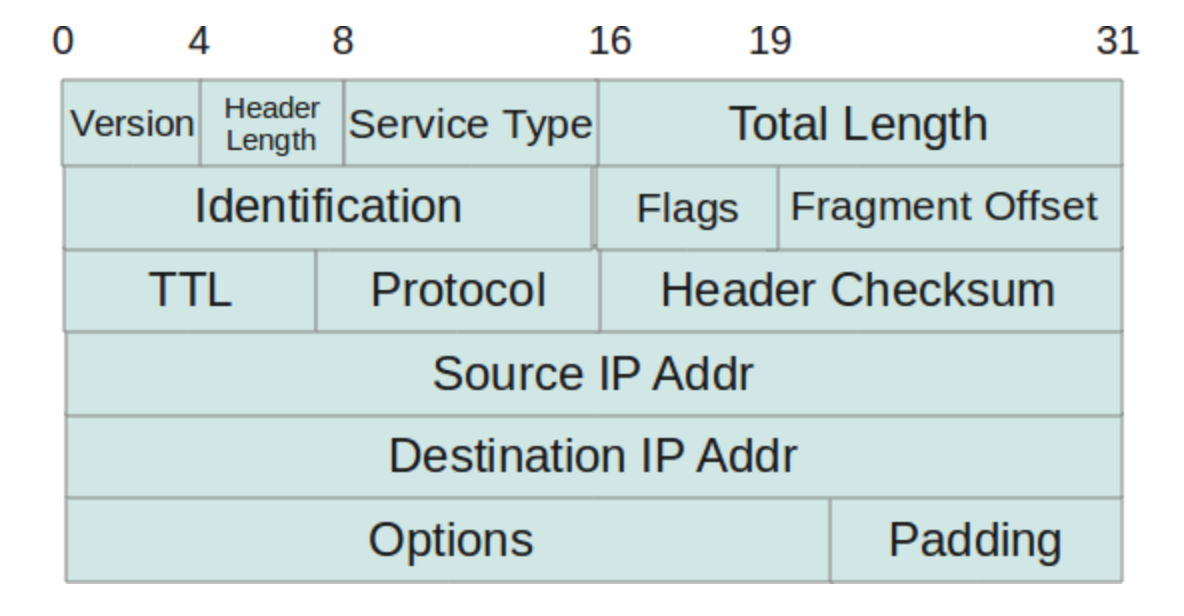 0 4 8 16 19 31
Version Header Length Service Type Total Length
Identification Flags Fragment Offset
TTL Protocol Header Checksum
Source IP Addr
Destination IP Addr
Options Padding